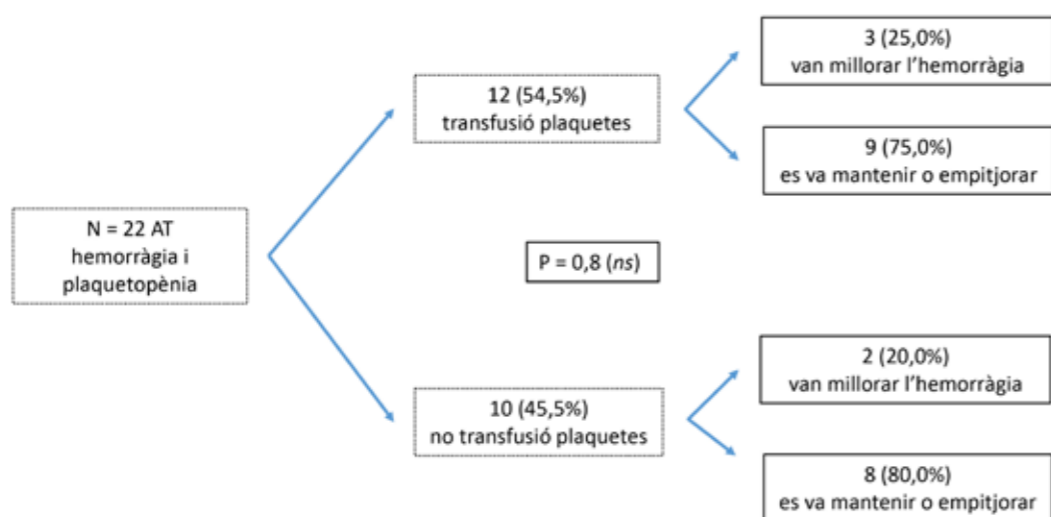 3 (25,0%)
van millorar l'hemorràgia
12 (54,5%)
transfusió plaquetes
9 (75,0%)
es va mantenir o empitjorar
N = 22 AT
hemorràgia i
plaquetopènia
P = 0,8 (ns)
2 (20,0%)
van millorar l'hemorràgia
10 (45,5%)
no transfusió plaquetes
8 (80,0%)
es va mantenir o empitjorar